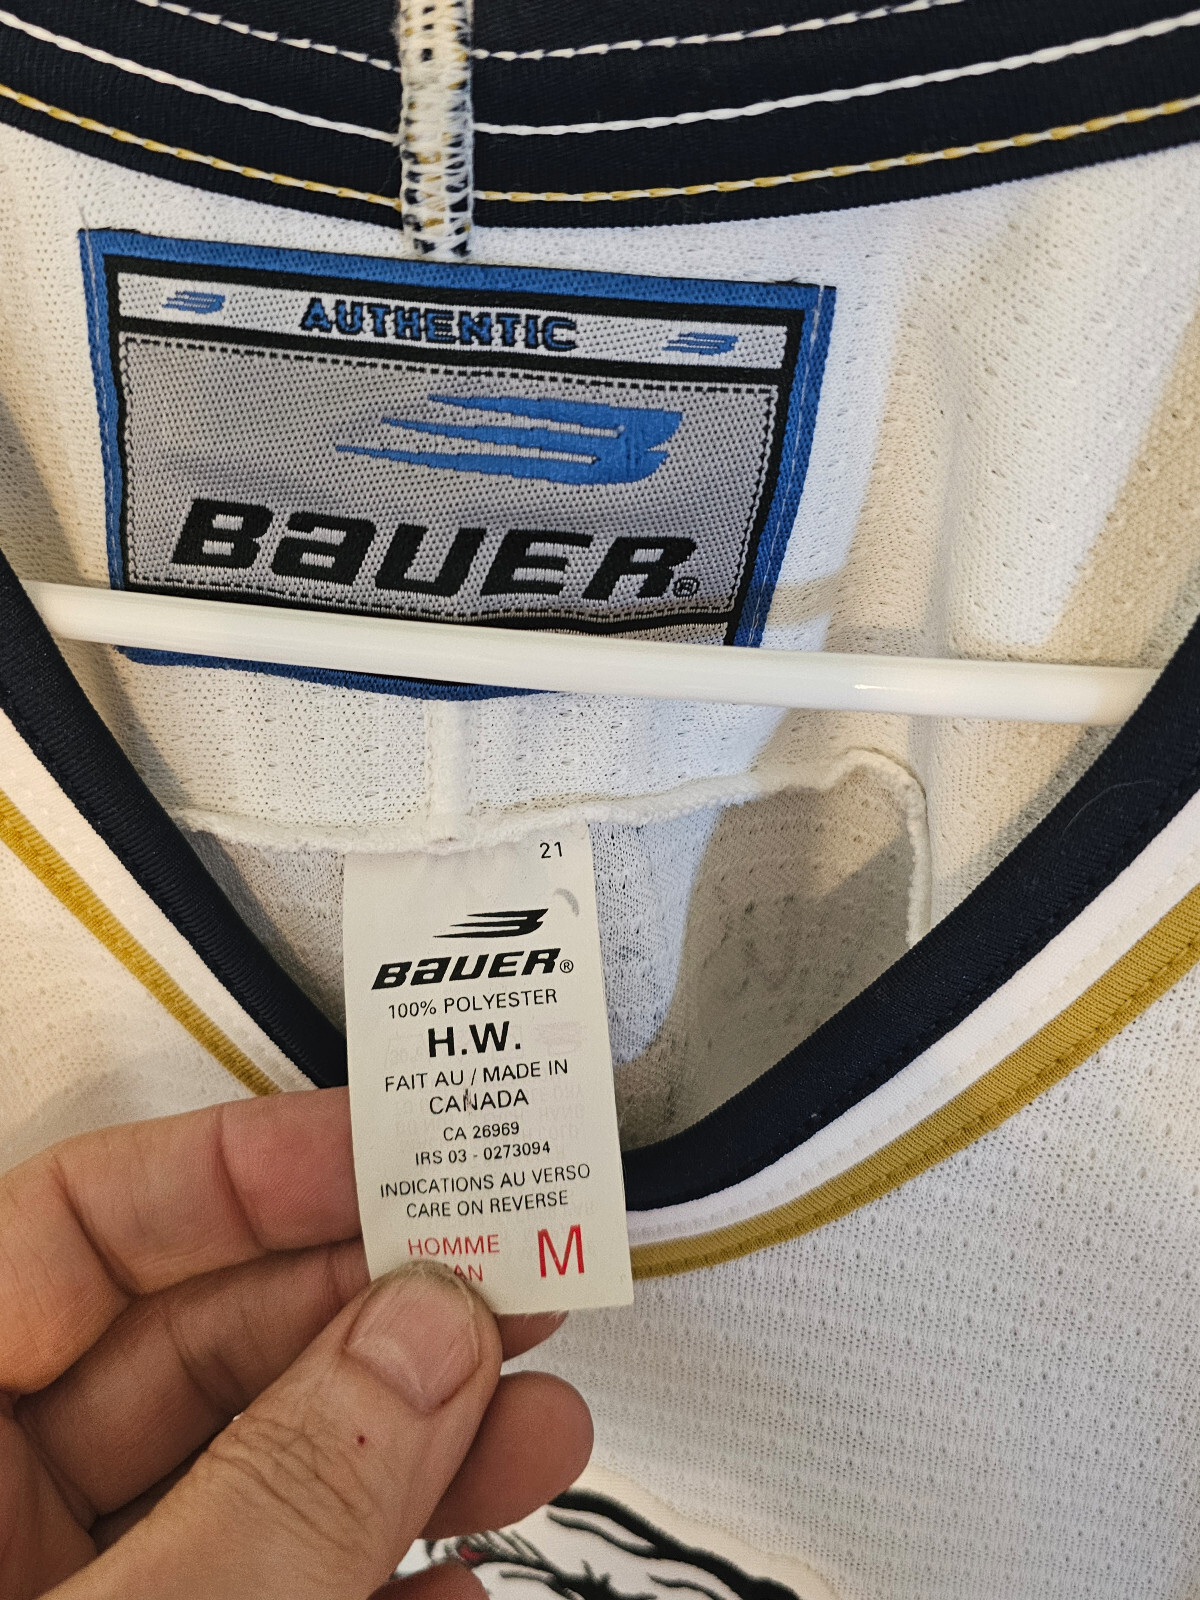 AUTHENTIC
BAUER®
21
BAUER®
100% POLYESTER
H.W.
FAIT AU / MADE IN
CANADA
CA 26969
IRS 03 - 0273094
INDICATIONS AU VERSO
CARE ON REVERSE
HOMME M